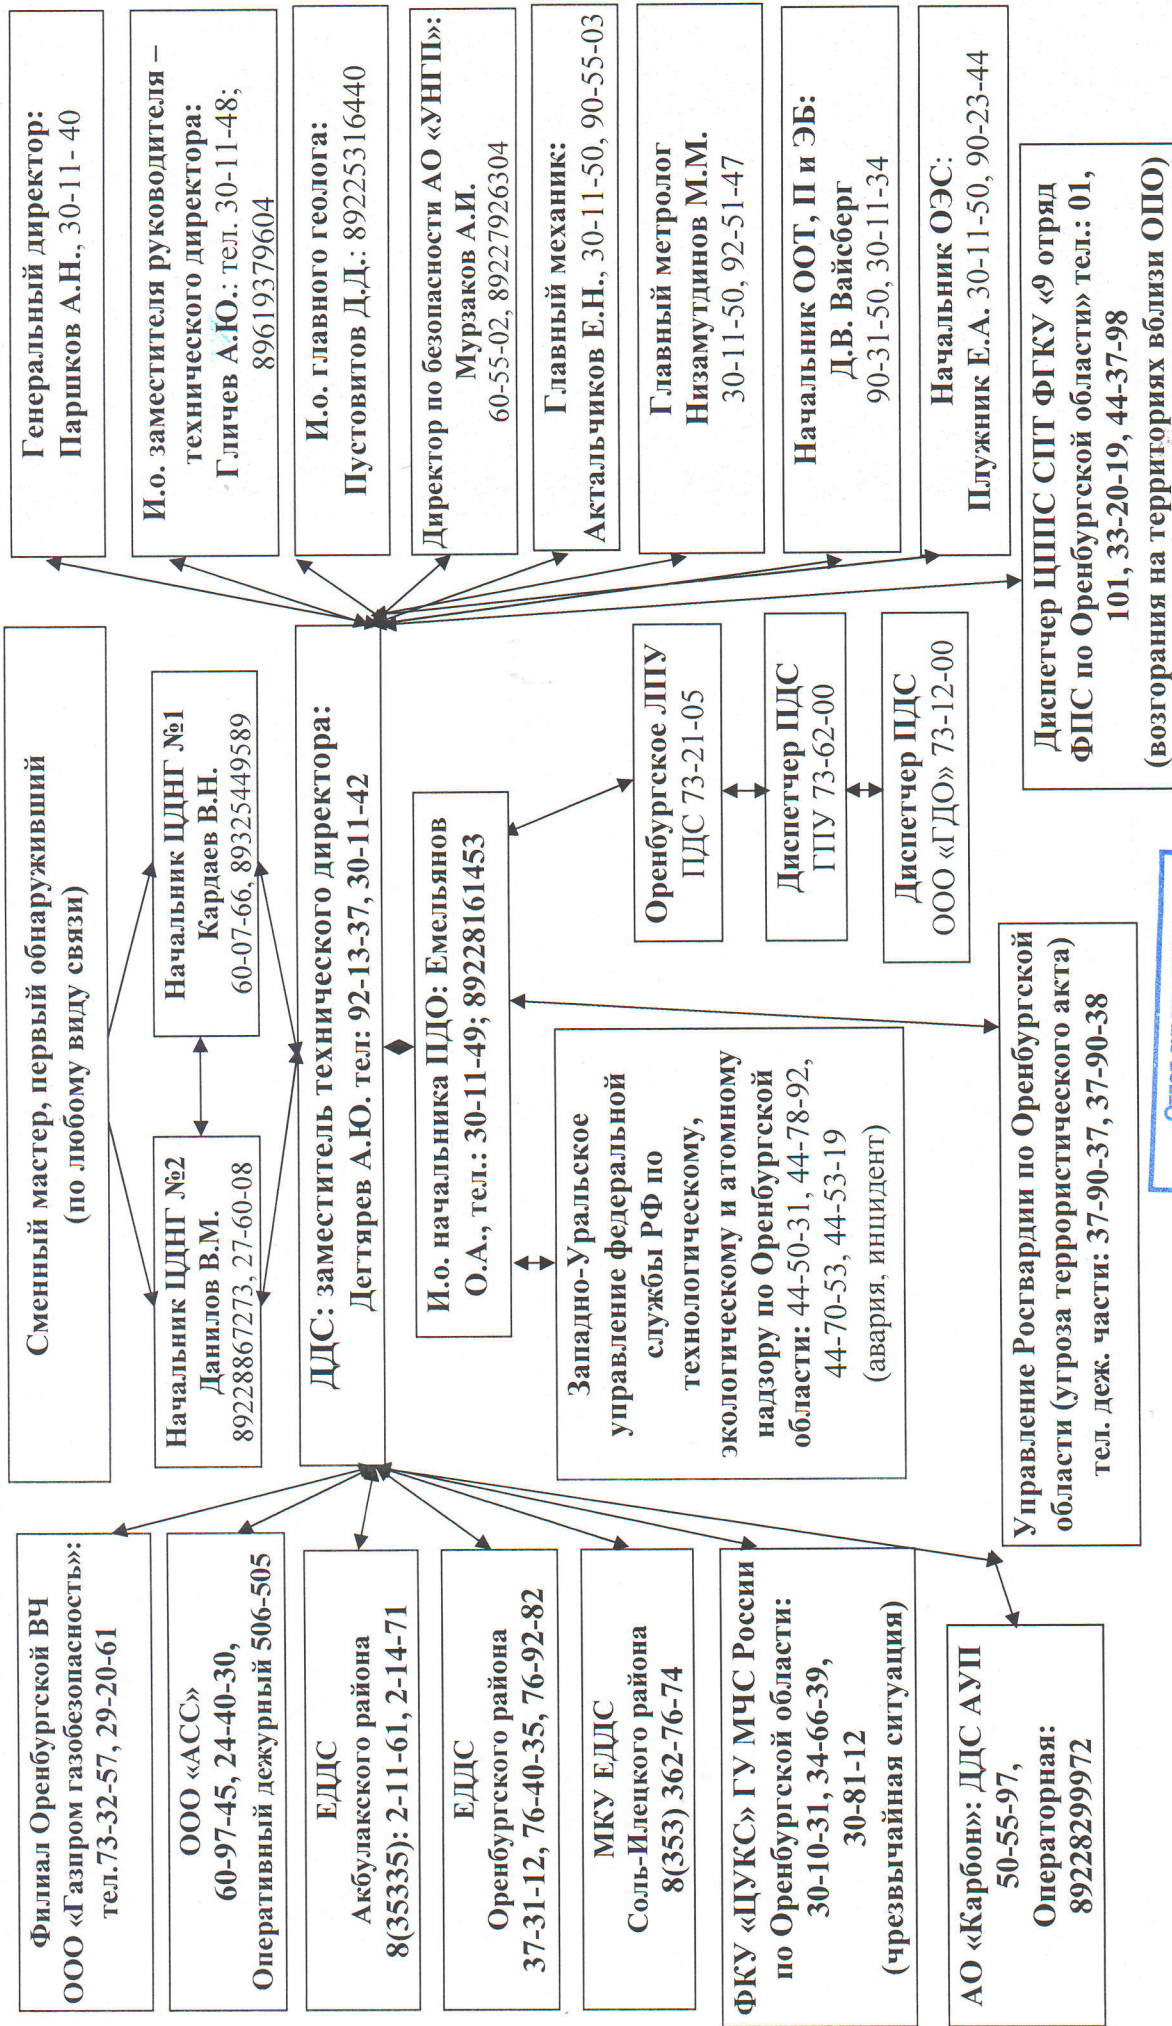 Сменный мастер, первый обнаруживший
(по любому виду связи)
Начальник ЦДНГ №2
Данилов В.М.
89228867273, 27-60-08
Начальник ЦДНГ №1
Кардаев В.Н.
60-07-66, 89325449589
ДДС: заместитель технического директора:
Дегтярев А.Ю. тел: 92-13-37, 30-11-42
И.о. начальника ПДО: Емельянов
О.А., тел.: 30-11-49; 89228161453
Западно-Уральское
управление федеральной
службы РФ по
технологическому,
экологическому и атомному
надзору по Оренбургской
области: 44-50-31, 44-78-92,
44-70-53, 44-53-19
(авария, инцидент)
Оренбургское ЛПУ
ПДС 73-21-05
Диспетчер ПДС
ГПУ 73-62-00
Диспетчер ПДС
ООО «ГДО» 73-12-00
Управление Росгвардии по Оренбургской
области (угроза террористического акта)
тел. деж. части: 37-90-37, 37-90-38
Филиал Оренбургской ВЧ
ООО «Газпром газобезопасность»:
тел.73-32-57, 29-20-61
ООО «АСС»
60-97-45, 24-40-30,
Оперативный дежурный 506-505
ЕДДС
Акбулакского района
8(35335): 2-11-61, 2-14-71
ЕДДС
Оренбургского района
37-31-12, 76-40-35, 76-92-82
МКУ ЕДДС
Соль-Илецкого района
8(353) 362-76-74
ФКУ «ЦУКС» ГУ МЧС России
по Оренбургской области:
30-10-31, 34-66-39,
30-81-12
(чрезвычайная ситуация)
АО «Карбон»: ДДС АУП
50-55-97,
Операторная:
89228299972
Генеральный директор:
Паршков А.Н., 30-11- 40
И.о. заместителя руководителя –
технического директора:
Гличев А.Ю.: тел. 30-11-48;
89619379604
И.о. главного геолога:
Пустовитов Д.Д.: 89225316440
Директор по безопасности АО «УНГП»:
Мурзаков А.И.
60-55-02, 89227926304
Главный механик:
Актальчиков Е.Н., 30-11-50, 90-55-03
Главный метролог
Низамутдинов М.М.
30-11-50, 92-51-47
Начальник ООТ, П и ЭБ:
Д.В. Вайсберг
90-31-50, 30-11-34
Начальник ОЭС:
Плужник Е.А. 30-11-50, 90-23-44
Диспетчер ЦППС СПТ ФГКУ «9 отряд
ФПС по Оренбургской области» тел.: 01,
101, 33-20-19, 44-37-98
(возгорания на территориях вблизи ОПО)